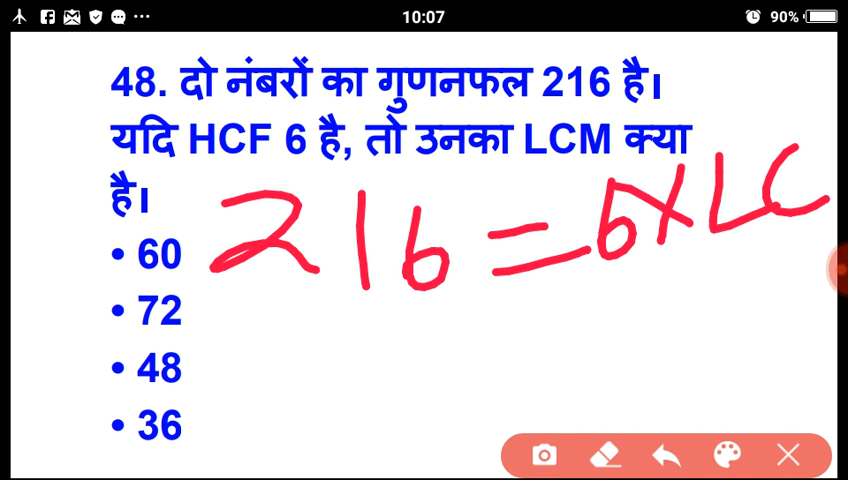 10:07
90%
48. दो नंबरों का गुणनफल 216 है।
यदि HCF 6 है, तो उनका LCM क्या
है।
216=6×LC
• 60
• 72
• 48
• 36